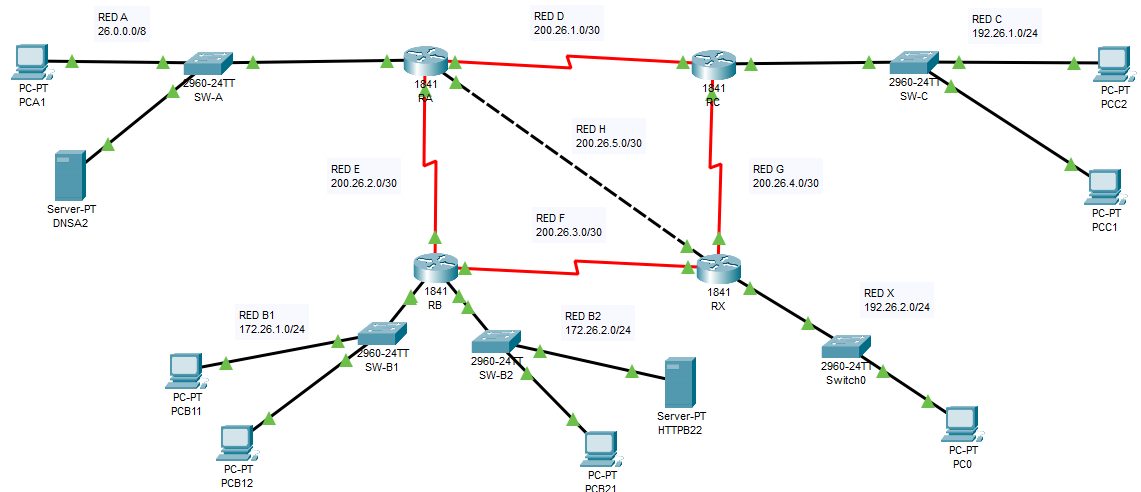 RED A
26.0.0.0/8
PC-PT
PCA1
2960-24TT
SW-A
Server-PT
DNSA2
1841
RA
RED D
200.26.1.0/30
1841
RC
RED C
192.26.1.0/24
2960-24TT
SW-C
PC-PT
PCC2
PC-PT
PCC1
RED H
200.26.5.0/30
RED E
200.26.2.0/30
RED G
200.26.4.0/30
RED F
200.26.3.0/30
1841
RB
1841
RX
RED B1
172.26.1.0/24
RED B2
172.26.2.0/24
RED X
192.26.2.0/24
2960-24TT
SW-B1
2960-24TT
SW-B2
2960-24TT
Switch0
PC-PT
PCB11
PC-PT
PCB12
Server-PT
HTTPB22
PC-PT
PCB21
PC-PT
PC0